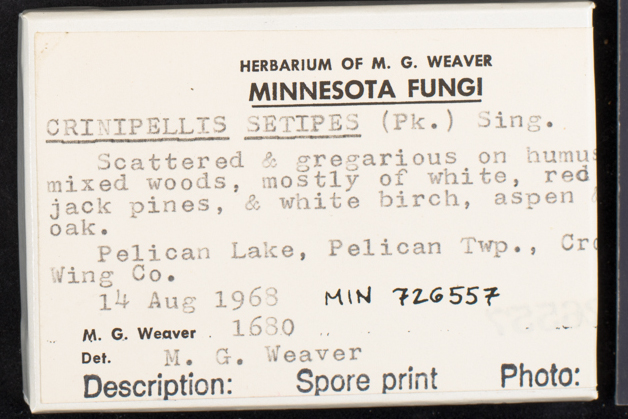 HERBARIUM OF M. G. WEAVER
MINNESOTA FUNGI
CRINIPELLIS SETIPES (Pk.) Sing.
Scattered & gregarious on humus
mixed woods, mostly of white, red
jack pines, & white birch, aspen &
oak.
Pelican Lake, Pelican Twp., Cro
Wing Co.
14 Aug 1968 MIN 726557
M. G. Weaver 1680
Det. M. G. Weaver
Description: Spore print Photo: